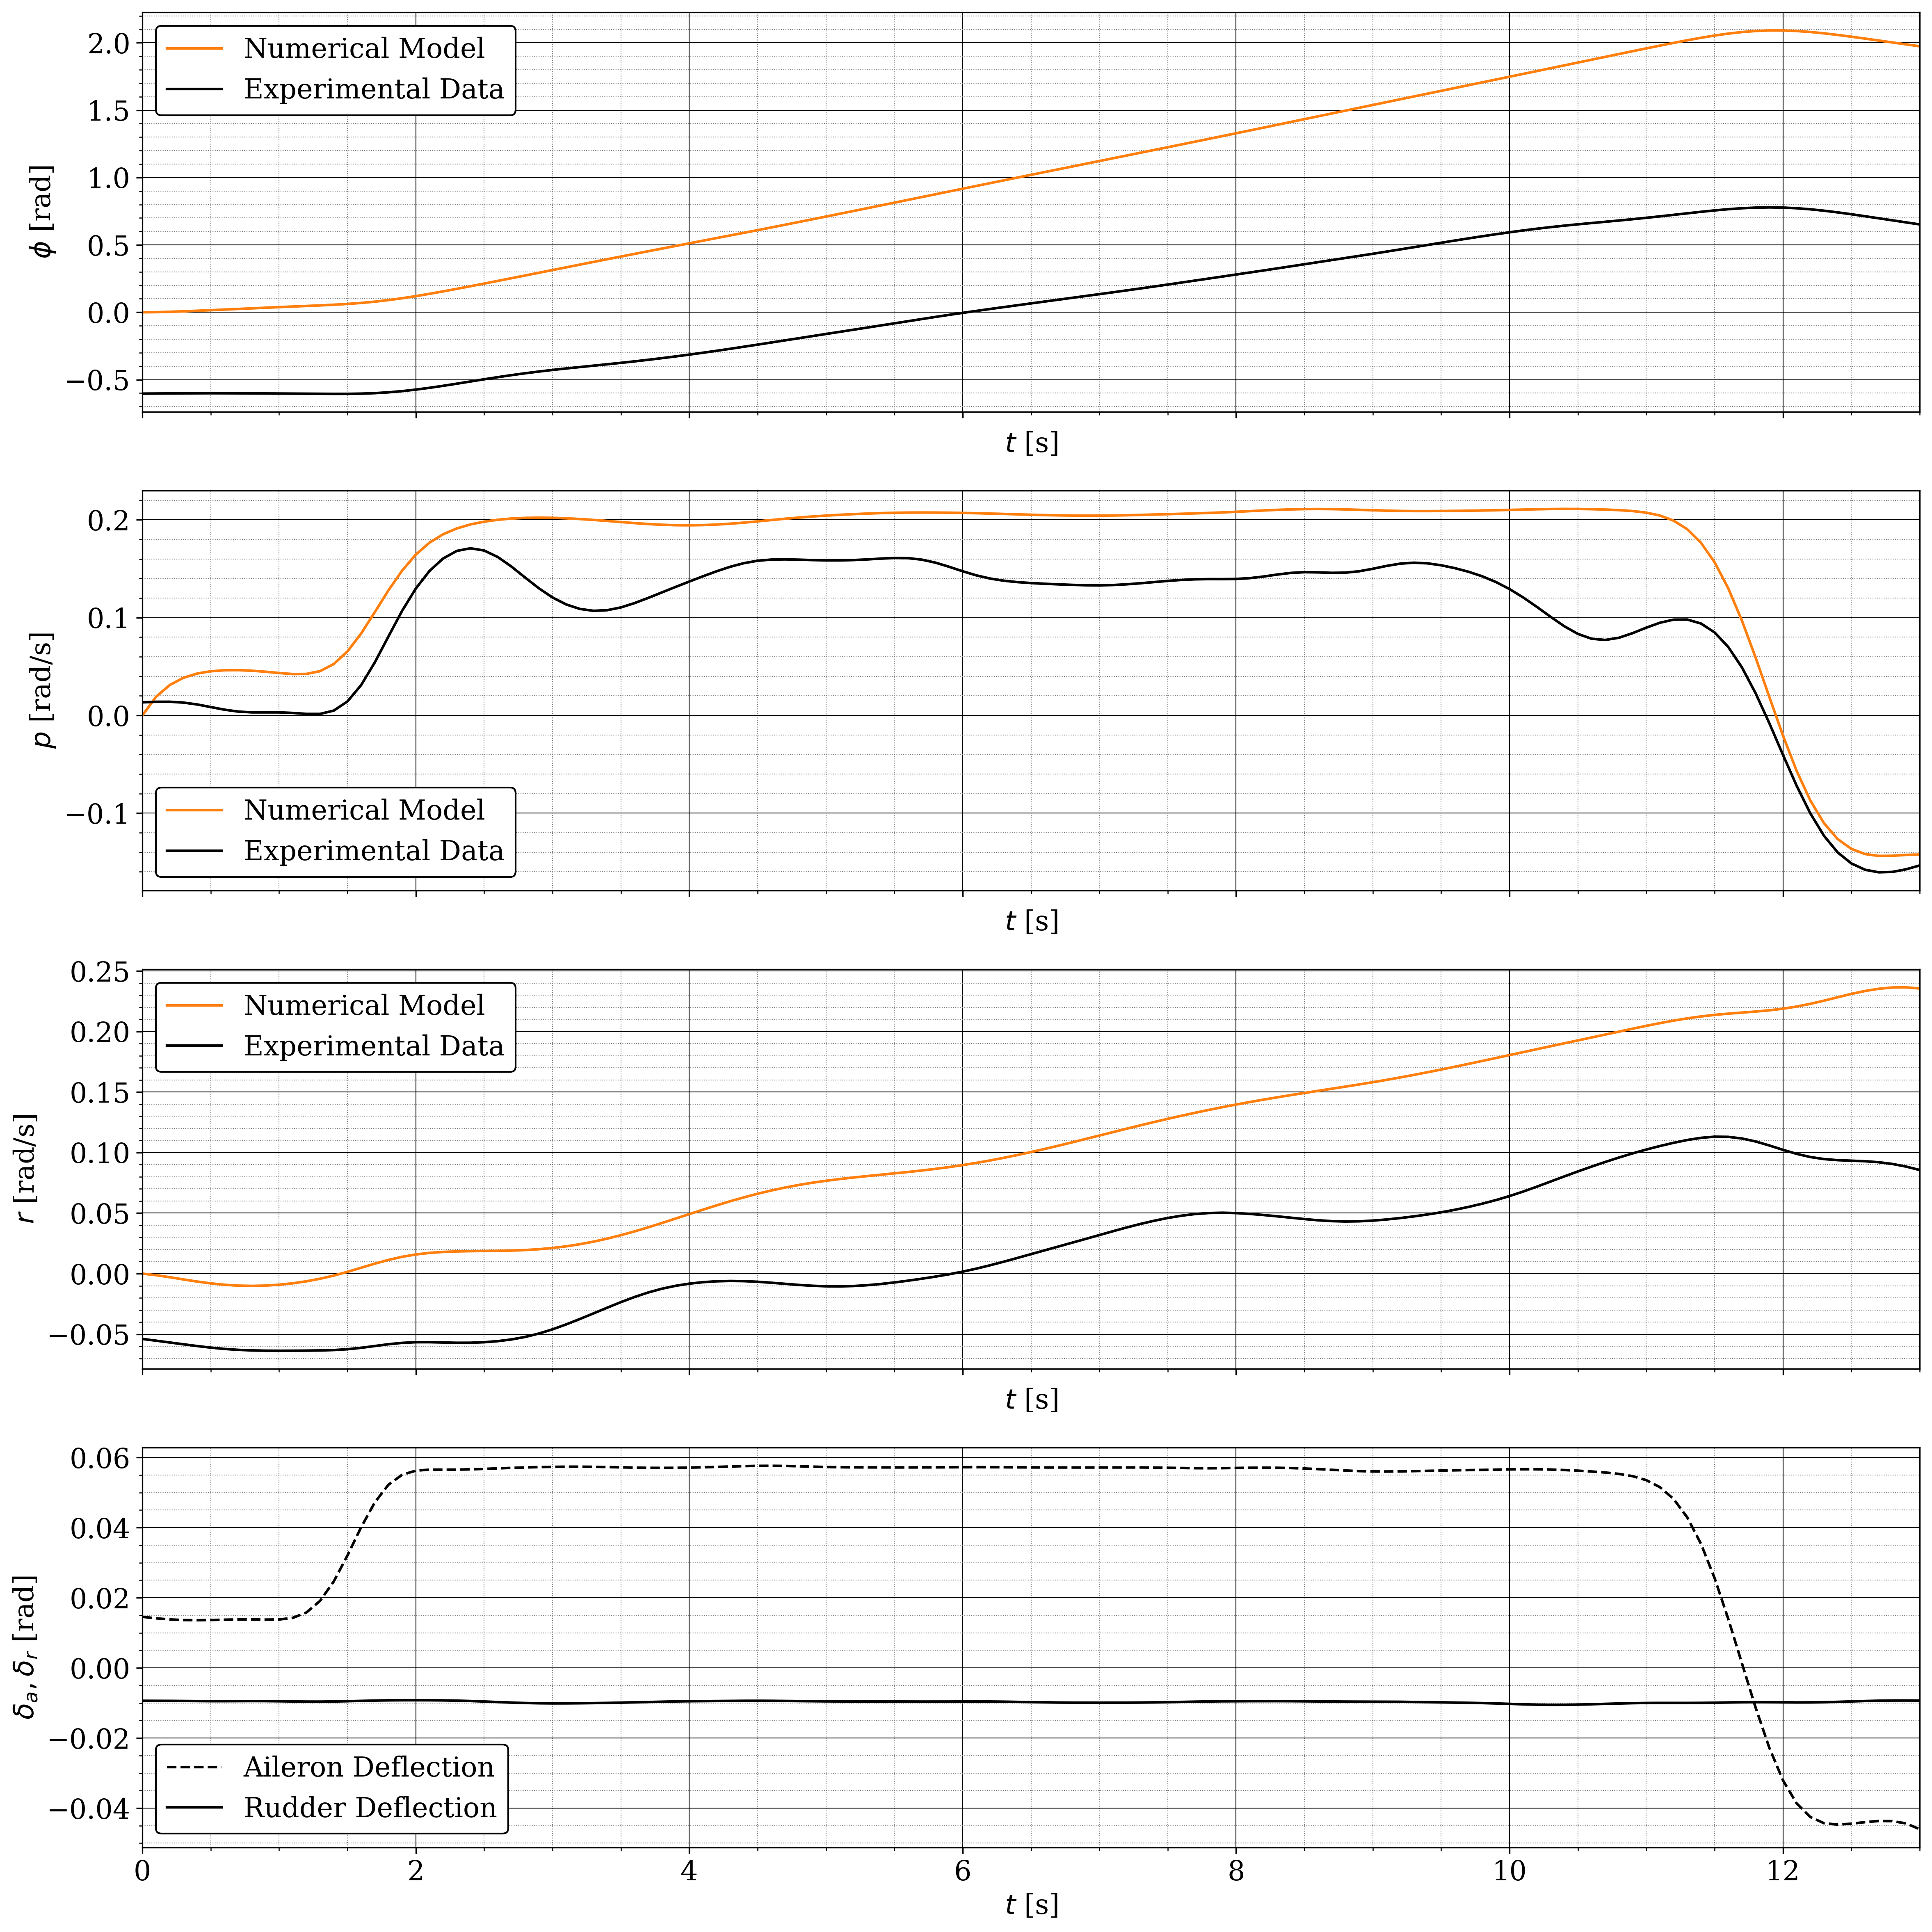 2.0
1.5
1.0
0.5
0.0
−0.5
ϕ [rad]
Numerical Model
Experimental Data
t [s]
0.2
0.1
0.0
−0.1
p [rad/s]
Numerical Model
Experimental Data
t [s]
0.25
0.20
0.15
0.10
0.05
0.00
−0.05
r [rad/s]
Numerical Model
Experimental Data
t [s]
0.06
0.04
0.02
0.00
−0.02
−0.04
δa, δr [rad]
Aileron Deflection
Rudder Deflection
0 2 4 6 8 10 12
t [s]